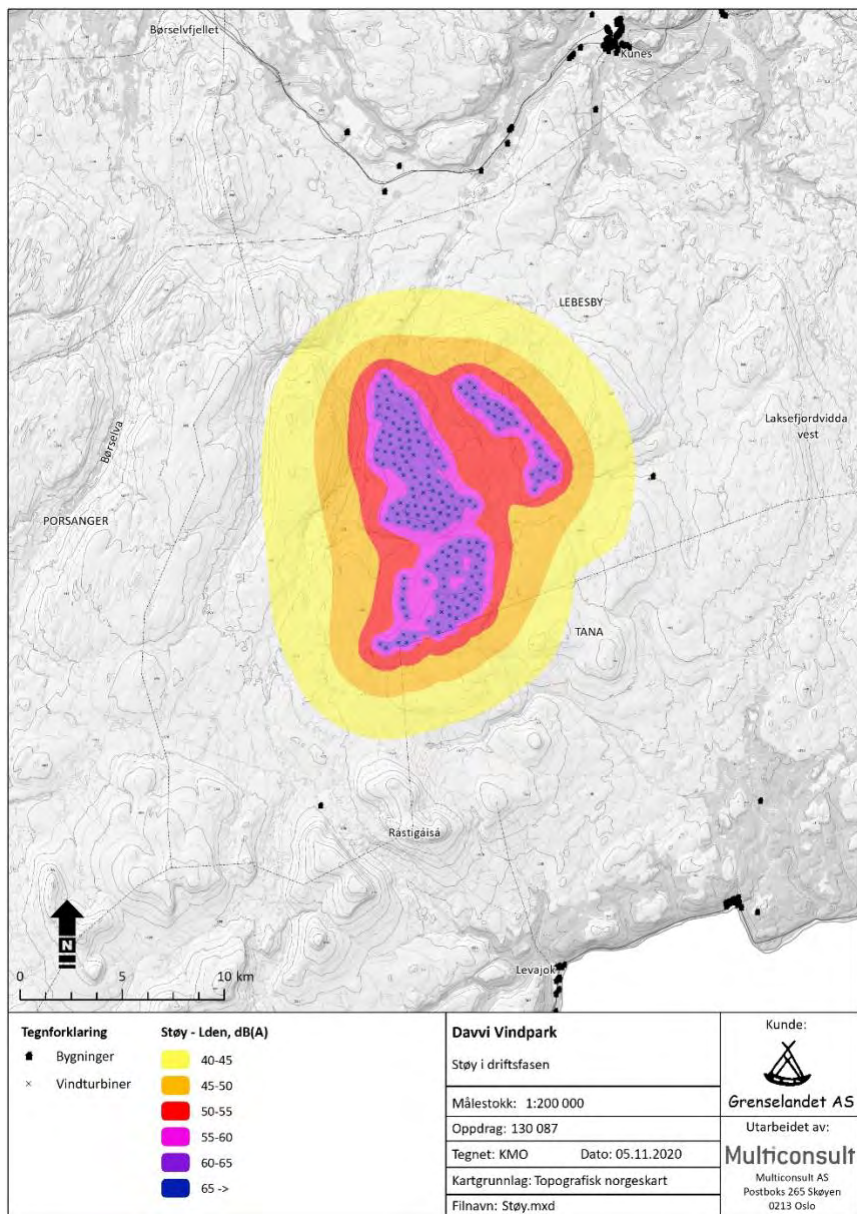 Børselvfjellet
Kunes
LEBESBY
Laksefjordvidda
vest
Børselva
PORSANGER
TANA
Rástigáisá
Levajok
N
0 5 10 km
Tegnforklaring
Bygninger
Vindturbiner
Støy - Lden, dB(A)
40-45
45-50
50-55
55-60
60-65
65 ->
Davvi Vindpark
Støy i driftsfasen
Målestokk: 1:200 000
Oppdrag: 130 087
Tegnet: KMO Dato: 05.11.2020
Kartgrunnlag: Topografisk norgeskart
Filnavn: Støy.mxd
Kunde:
Grenselandet AS
Utarbeidet av:
Multiconsult
Multiconsult AS
Postboks 265 Skøyen
0213 Oslo